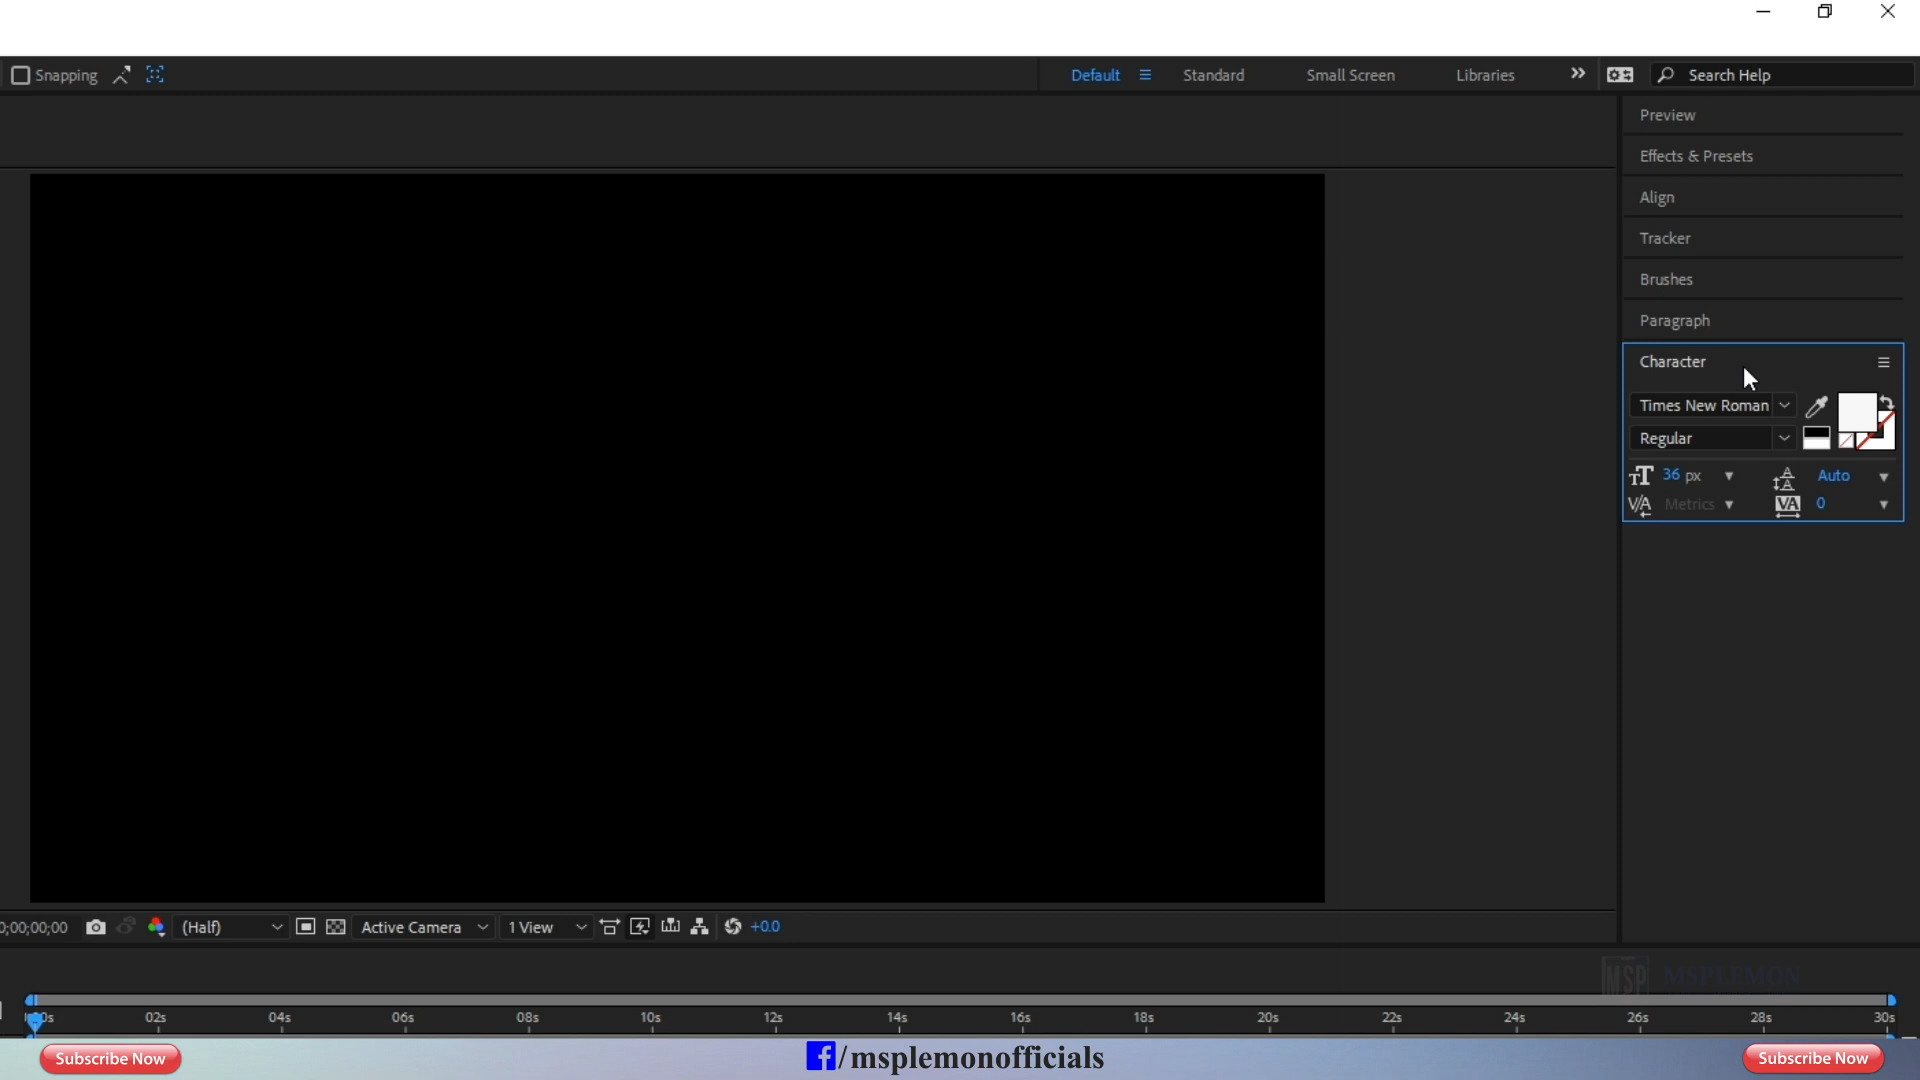 Snapping
Default Standard Small Screen Libraries Search Help
Preview
Effects & Presets
Align
Tracker
Brushes
Paragraph
Character
Times New Roman
Regular
36 px Auto
Metrics 0
0;00;00;00 (Half) Active Camera 1 View +0.0
MSP MSPLEMON
02s 04s 06s 08s 10s 12s 14s 16s 18s 20s 22s 24s 26s 28s 30s
Subscribe Now /msplemonofficials Subscribe Now